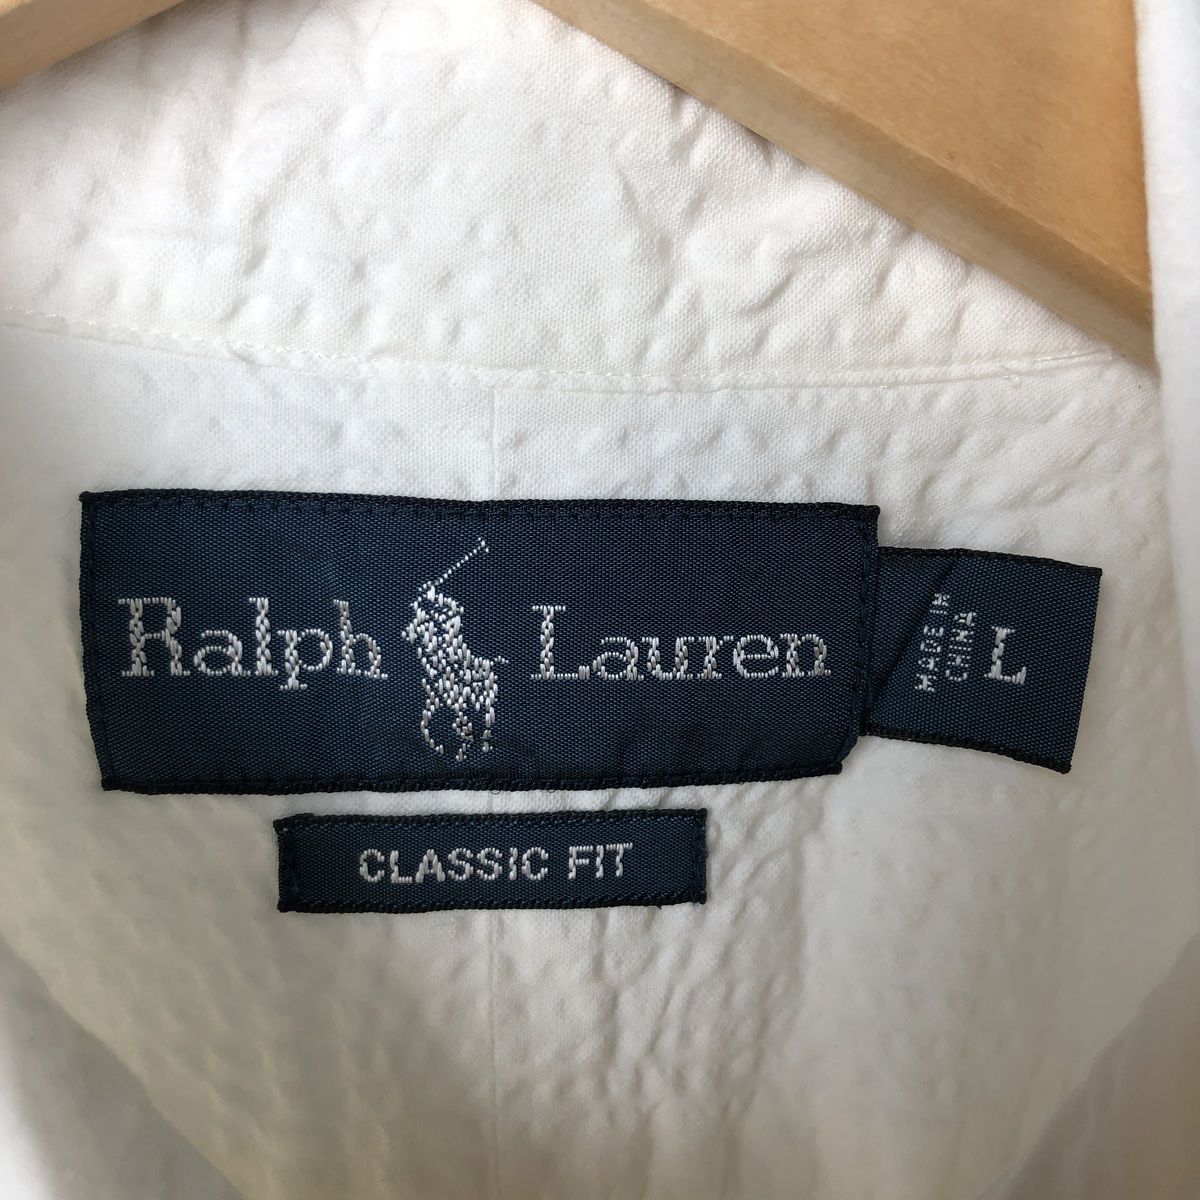 Ralph Lauren
MADE IN
CHINA
L
CLASSIC FIT